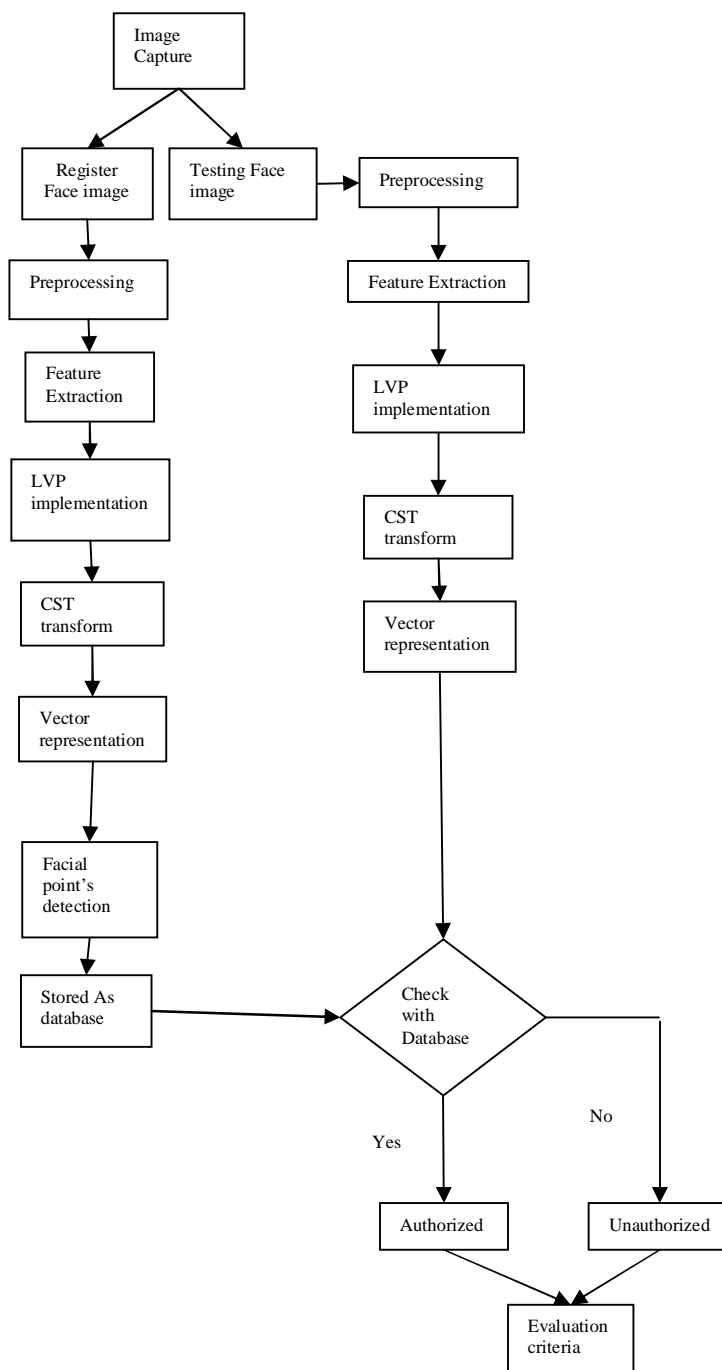 Image
Capture
Register
Face image
Testing Face
image
Preprocessing
Preprocessing
Feature Extraction
Feature
Extraction
LVP
implementation
LVP
implementation
CST
transform
CST
transform
Vector
representation
Vector
representation
Facial
point’s
detection
Stored As
database
Check
with
Database
Yes
No
Authorized
Unauthorized
Evaluation
criteria